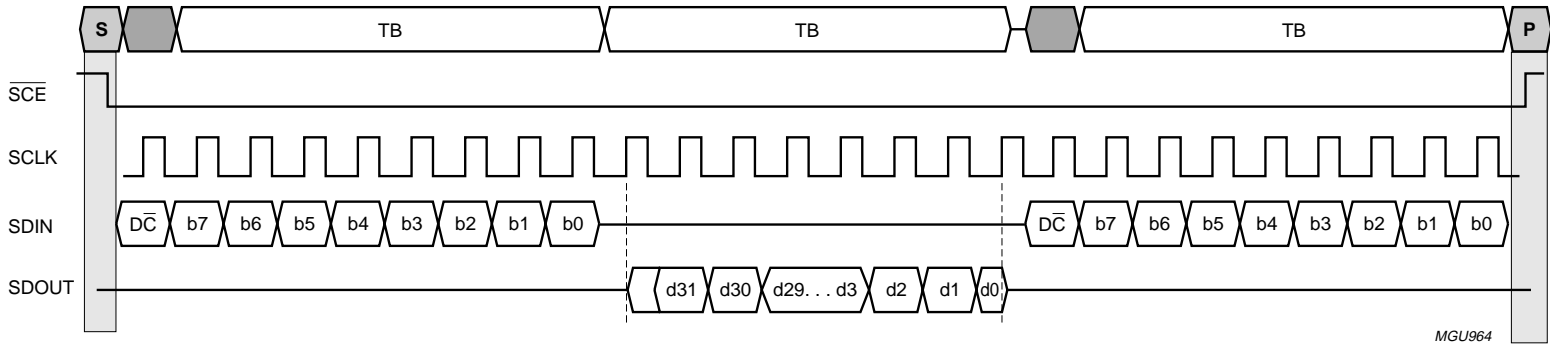 S TB TB TB P
S̅C̅E̅
SCLK
SDIN DC̅ b7 b6 b5 b4 b3 b2 b1 b0 DC̅ b7 b6 b5 b4 b3 b2 b1 b0
SDOUT d31 d30 d29. . . d3 d2 d1 d0
MGU964